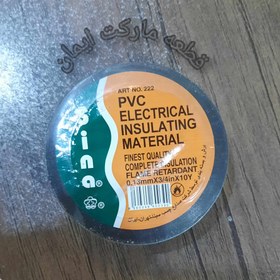 قطعه مارکت ایمان
ART NO. 222
PVC
ELECTRICAL
INSULATING
MATERIAL
FINEST QUALITY
COMPLETE INSULATION
FLAME RETARDANT
0.13mmX3/4inX10Y
Sina